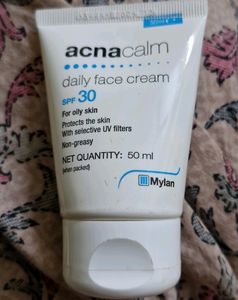 acnacalm
daily face cream
SPF 30
For oily skin
Protects the skin
With selective UV filters
Non-greasy
NET QUANTITY: 50 ml
(when packed)
Mylan